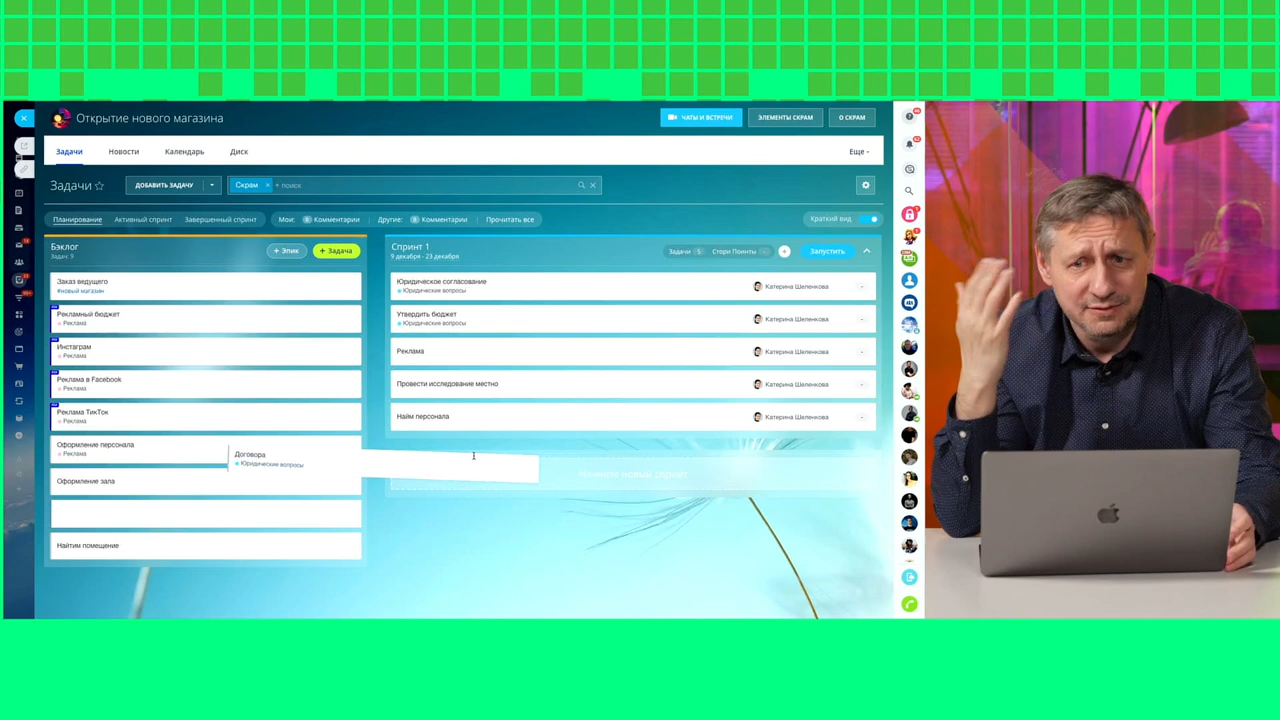 Открытие нового магазина
ЧАТЫ И ВСТРЕЧИ
ЭЛЕМЕНТЫ СКРАМ
О СКРАМ
Задачи
Новости
Календарь
Диск
Еще
Задачи
ДОБАВИТЬ ЗАДАЧУ
Скрам ×
+ поиск
Планирование
Активный спринт
Завершенный спринт
Мои: 0 Комментарии
Другие: 0 Комментарии
Прочитать все
Краткий вид
Бэклог
Задач: 9
+ Эпик
+ Задача
Заказ ведущего
#новый магазин
Рекламный бюджет
Реклама
Инстаграм
Реклама
Реклама в Facebook
Реклама
Реклама ТикТок
Реклама
Оформление персонала
Реклама
Договора
Юридические вопросы
Оформление зала
Найтим помещение
Спринт 1
9 декабря - 23 декабря
Задачи 5
Стори Поинты -
Запустить
Юридическое согласование
Юридические вопросы
Катерина Шеленкова
-
Утвердить бюджет
Юридические вопросы
Катерина Шеленкова
-
Реклама
Катерина Шеленкова
-
Провести исследование местно
Катерина Шеленкова
-
Найм персонала
Катерина Шеленкова
-